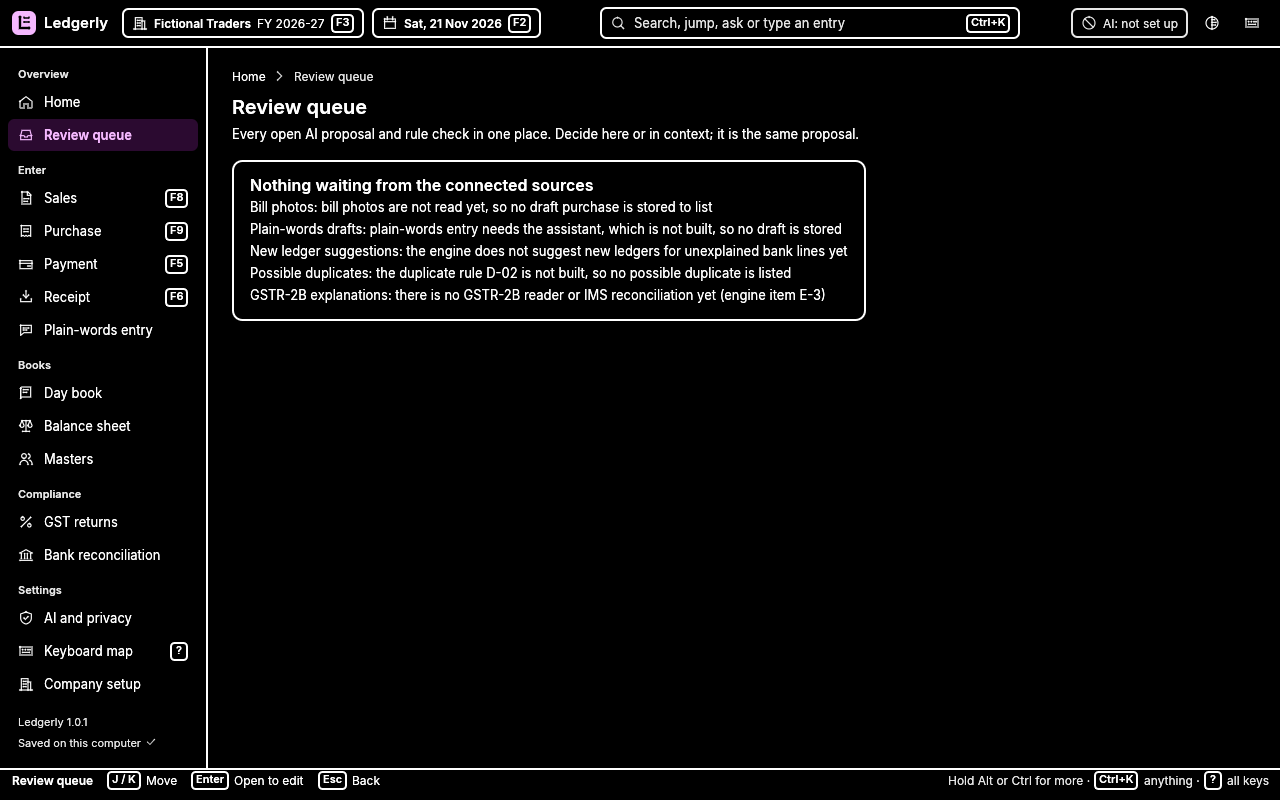 Ledgerly
Fictional Traders FY 2026-27 F3
Sat, 21 Nov 2026 F2
Search, jump, ask or type an entry Ctrl+K
AI: not set up
Overview
Home
Review queue
Enter
Sales F8
Purchase F9
Payment F5
Receipt F6
Plain-words entry
Books
Day book
Balance sheet
Masters
Compliance
GST returns
Bank reconciliation
Settings
AI and privacy
Keyboard map ?
Company setup
Ledgerly 1.0.1
Saved on this computer
Home Review queue
Review queue
Every open AI proposal and rule check in one place. Decide here or in context; it is the same proposal.
Nothing waiting from the connected sources
Bill photos: bill photos are not read yet, so no draft purchase is stored to list
Plain-words drafts: plain-words entry needs the assistant, which is not built, so no draft is stored
New ledger suggestions: the engine does not suggest new ledgers for unexplained bank lines yet
Possible duplicates: the duplicate rule D-02 is not built, so no possible duplicate is listed
GSTR-2B explanations: there is no GSTR-2B reader or IMS reconciliation yet (engine item E-3)
Review queue J / K Move Enter Open to edit Esc Back
Hold Alt or Ctrl for more · Ctrl+K anything · ? all keys